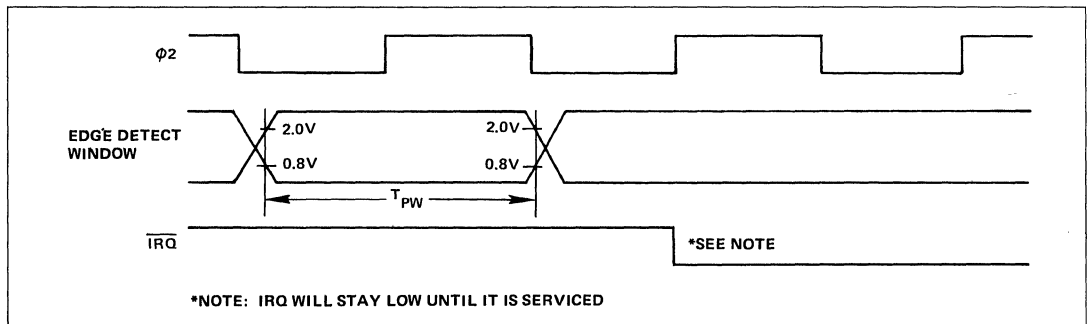 φ2
EDGE DETECT
WINDOW
2.0V
2.0V
0.8V
0.8V
TPW
IRQ
*SEE NOTE
*NOTE: IRQ WILL STAY LOW UNTIL IT IS SERVICED